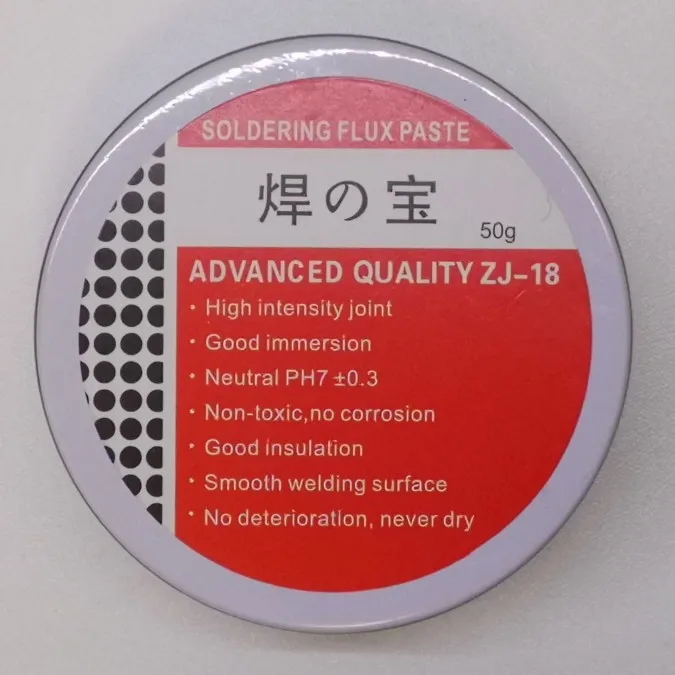 SOLDERING FLUX PASTE
焊の宝
50g
ADVANCED QUALITY ZJ-18
· High intensity joint
· Good immersion
· Neutral PH7 ±0.3
· Non-toxic,no corrosion
· Good insulation
· Smooth welding surface
· No deterioration, never dry